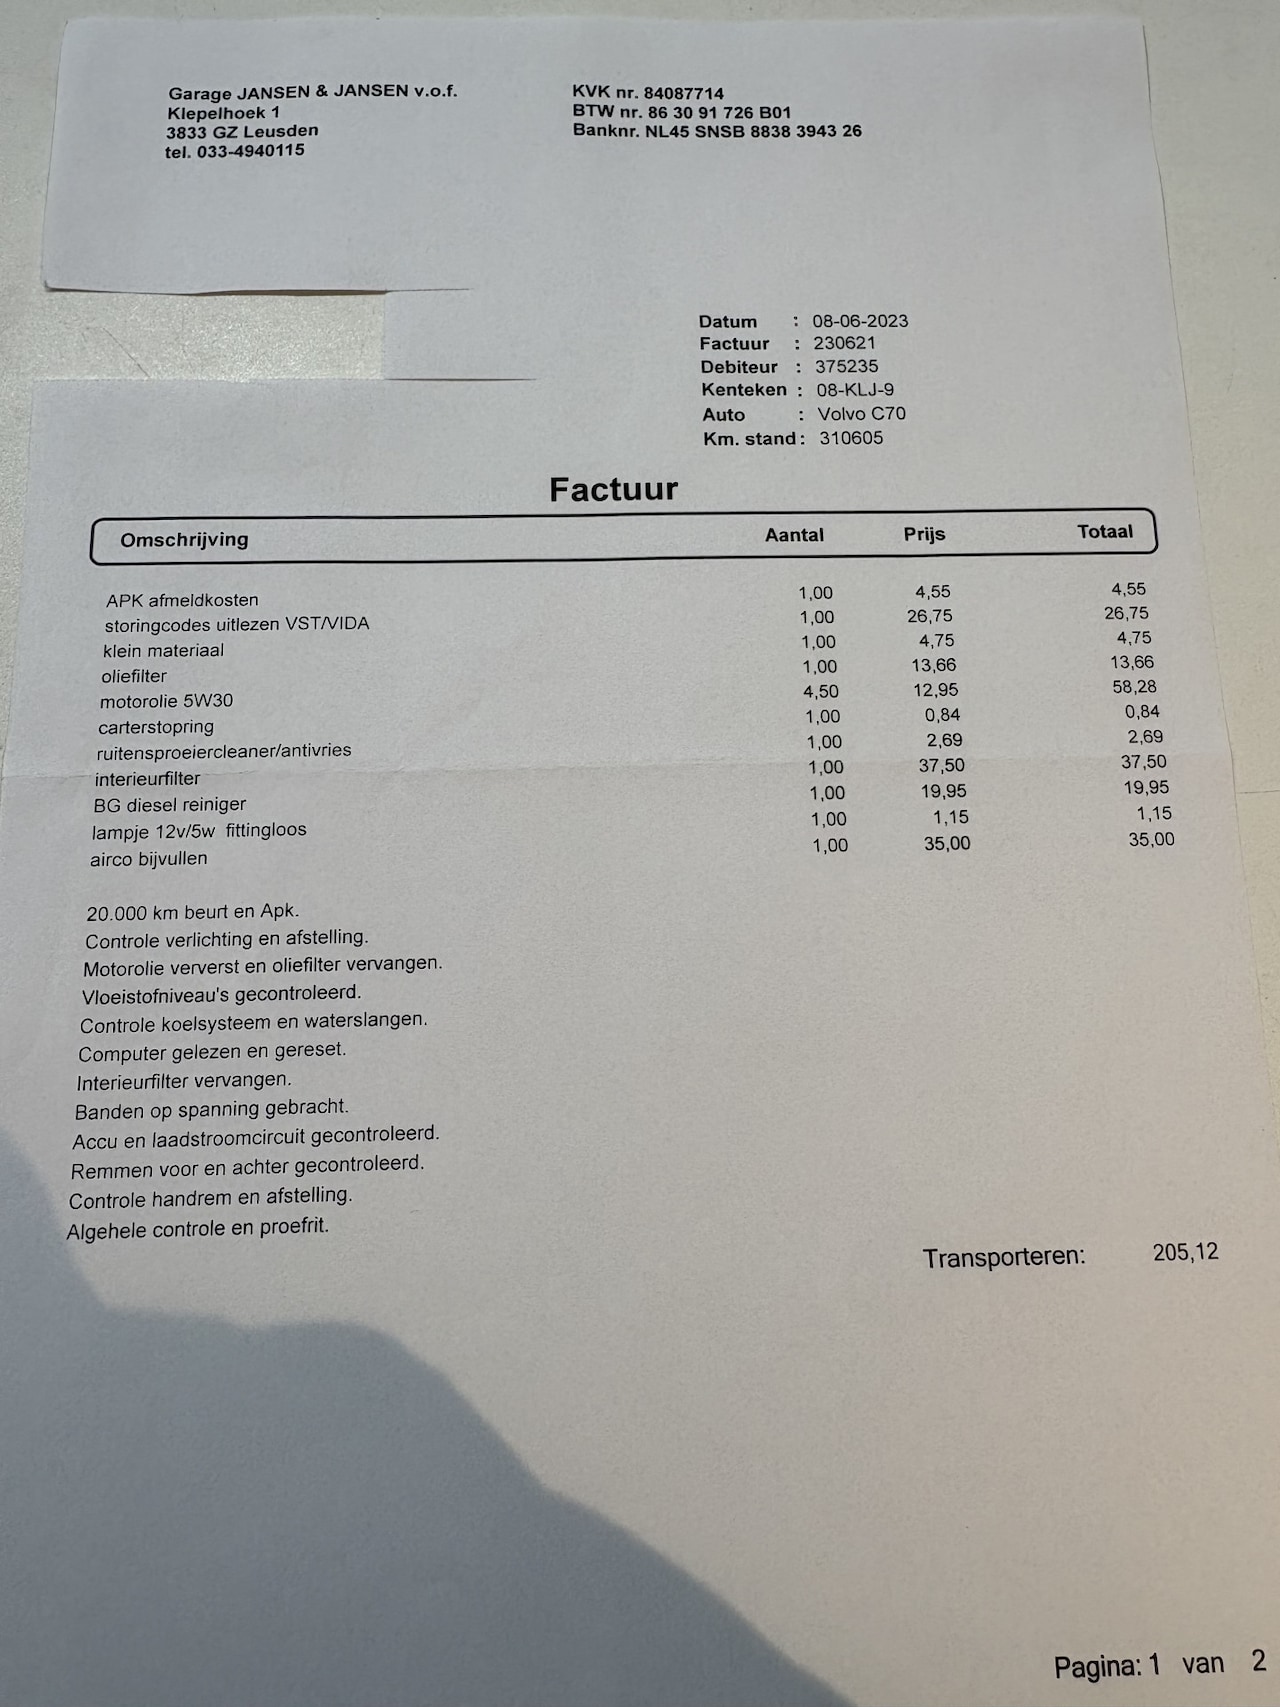 Garage JANSEN & JANSEN v.o.f.
Klepelhoek 1
3833 GZ Leusden
tel. 033-4940115
KVK nr. 84087714
BTW nr. 86 30 91 726 B01
Banknr. NL45 SNSB 8838 3943 26
Datum : 08-06-2023
Factuur : 230621
Debiteur : 375235
Kenteken : 08-KLJ-9
Auto : Volvo C70
Km. stand : 310605
Factuur
Omschrijving Aantal Prijs Totaal
APK afmeldkosten 1,00 4,55 4,55
storingcodes uitlezen VST/VIDA 1,00 26,75 26,75
klein materiaal 1,00 4,75 4,75
oliefilter 1,00 13,66 13,66
motorolie 5W30 4,50 12,95 58,28
carterstopring 1,00 0,84 0,84
ruitensproeiercleaner/antivries 1,00 2,69 2,69
interieurfilter 1,00 37,50 37,50
BG diesel reiniger 1,00 19,95 19,95
lampje 12v/5w fittingloos 1,00 1,15 1,15
airco bijvullen 1,00 35,00 35,00
20.000 km beurt en Apk.
Controle verlichting en afstelling.
Motorolie ververst en oliefilter vervangen.
Vloeistofniveau's gecontroleerd.
Controle koelsysteem en waterslangen.
Computer gelezen en gereset.
Interieurfilter vervangen.
Banden op spanning gebracht.
Accu en laadstroomcircuit gecontroleerd.
Remmen voor en achter gecontroleerd.
Controle handrem en afstelling.
Algehele controle en proefrit.
Transporteren: 205,12
Pagina: 1 van 2